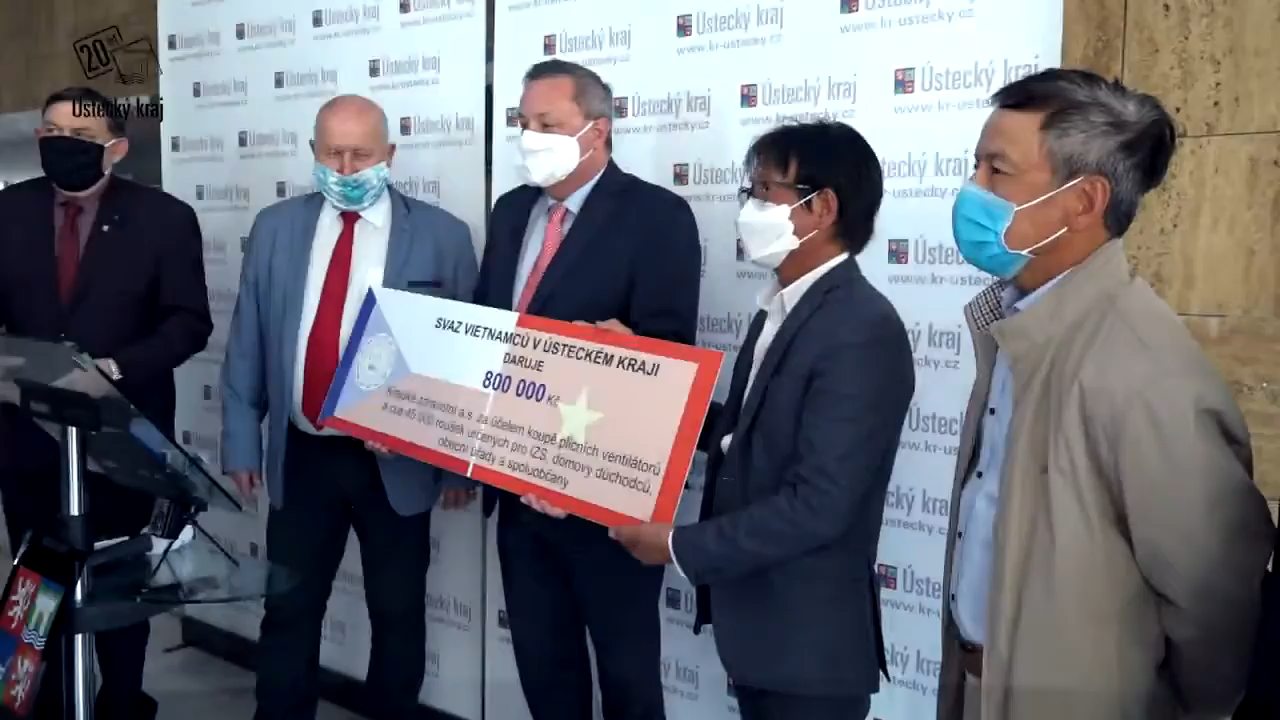 20 let
Ústecký kraj
Ústecký kraj
www.kr-ustecky.cz
SVAZ VIETNAMCŮ V ÚSTECKÉM KRAJI
DARUJE
800 000 Kč
Krajské zdravotní a.s. za účelem koupě plicních ventilátorů
a cca 45 000 roušek určených pro IZS, domovy důchodců,
obecní úřady a spoluobčany